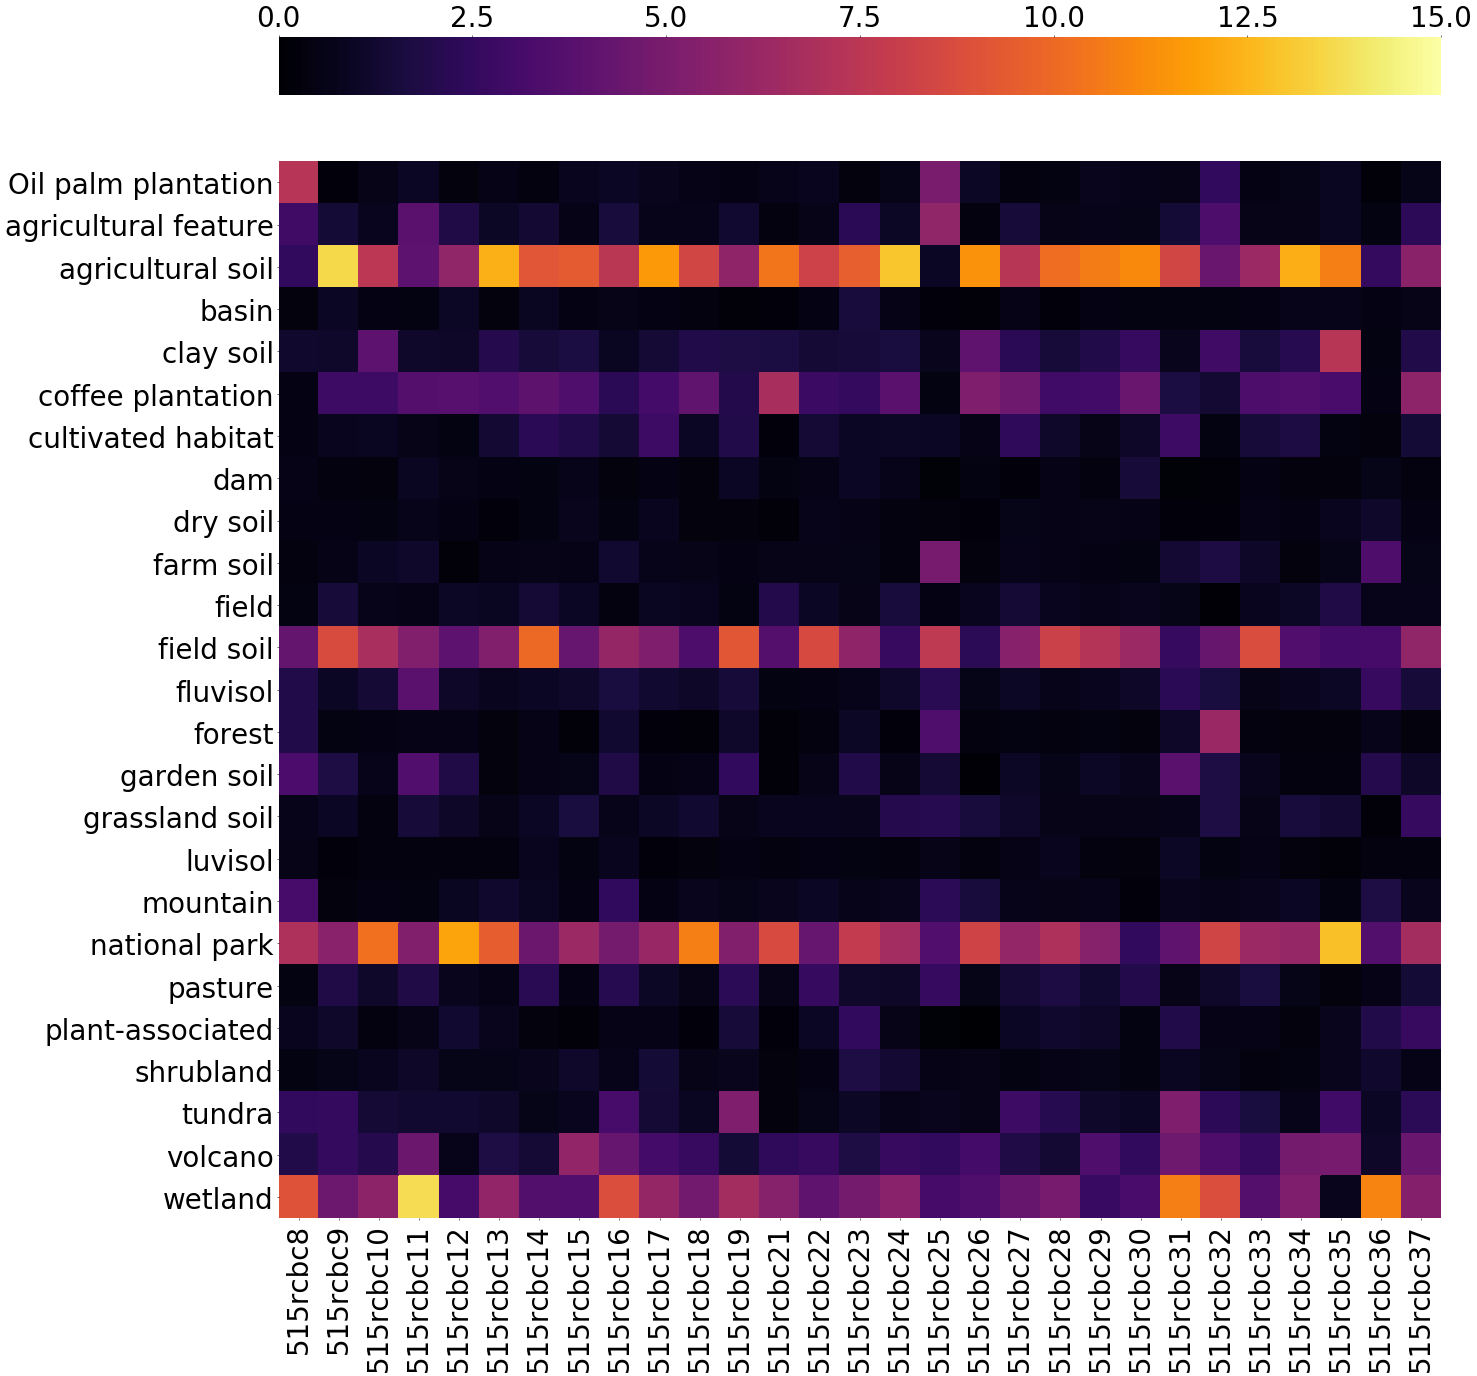 0.0 2.5 5.0 7.5 10.0 12.5 15.0
Oil palm plantation
agricultural feature
agricultural soil
basin
clay soil
coffee plantation
cultivated habitat
dam
dry soil
farm soil
field
field soil
fluvisol
forest
garden soil
grassland soil
luvisol
mountain
national park
pasture
plant-associated
shrubland
tundra
volcano
wetland
515rcbc8
515rcbc9
515rcbc10
515rcbc11
515rcbc12
515rcbc13
515rcbc14
515rcbc15
515rcbc16
515rcbc17
515rcbc18
515rcbc19
515rcbc21
515rcbc22
515rcbc23
515rcbc24
515rcbc25
515rcbc26
515rcbc27
515rcbc28
515rcbc29
515rcbc30
515rcbc31
515rcbc32
515rcbc33
515rcbc34
515rcbc35
515rcbc36
515rcbc37